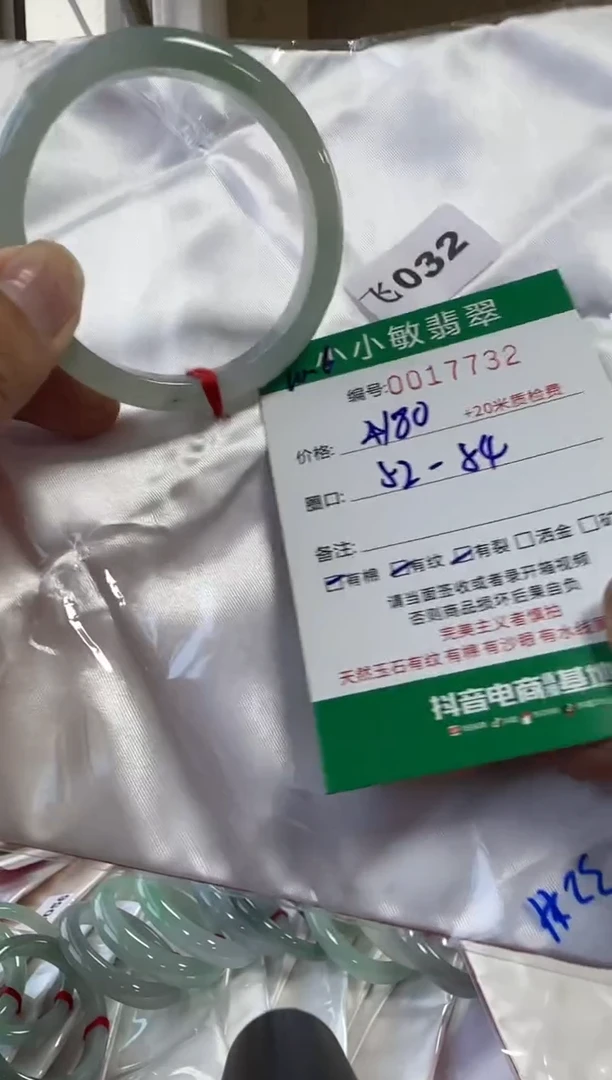 飞032
小小敏翡翠
编号:0017732
价格: +20米质检费
圈口: 52-54
备注:
有棉 有纹 有裂 洒金
请当面签收或者录开箱视频
否则商品损坏后果自负
完美主义者慎拍
天然玉石有纹 有棉 有沙眼 有水线
抖音电商